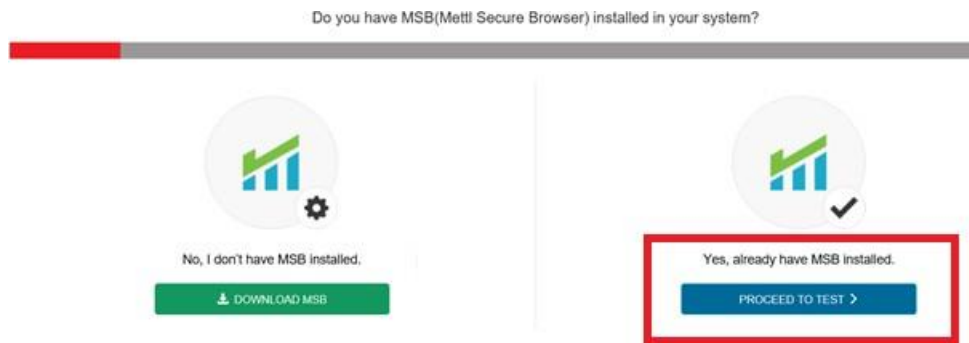 Do you have MSB(Mettl Secure Browser) installed in your system?
No, I don't have MSB installed.
DOWNLOAD MSB
Yes, already have MSB installed.
PROCEED TO TEST >